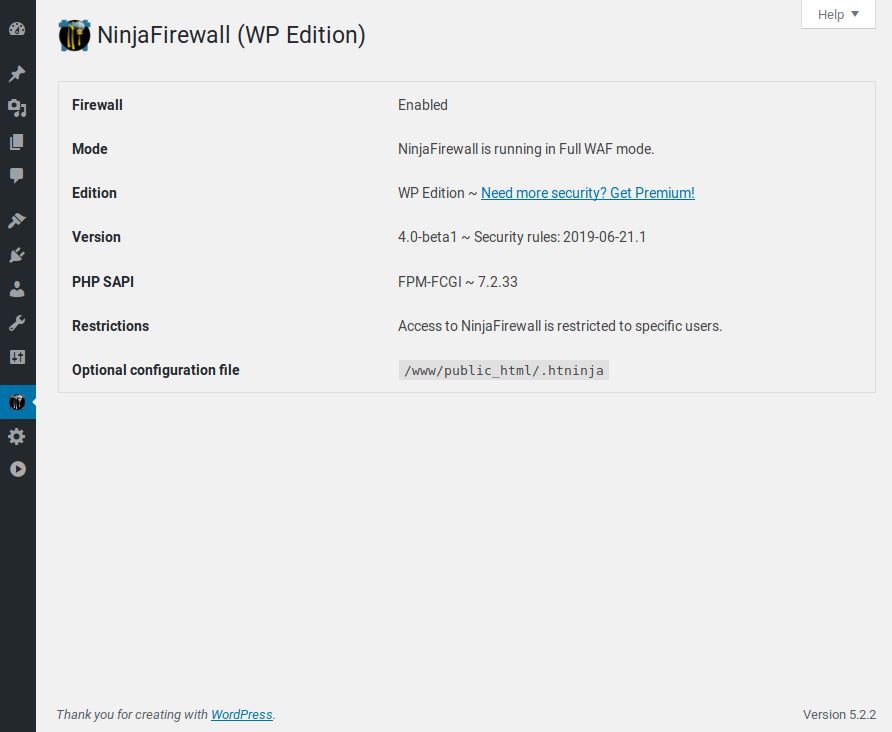 Help
NinjaFirewall (WP Edition)
Firewall Enabled
Mode NinjaFirewall is running in Full WAF mode.
Edition WP Edition ~ Need more security? Get Premium!
Version 4.0-beta1 ~ Security rules: 2019-06-21.1
PHP SAPI FPM-FCGI ~ 7.2.33
Restrictions Access to NinjaFirewall is restricted to specific users.
Optional configuration file /www/public_html/.htninja
Thank you for creating with WordPress. Version 5.2.2